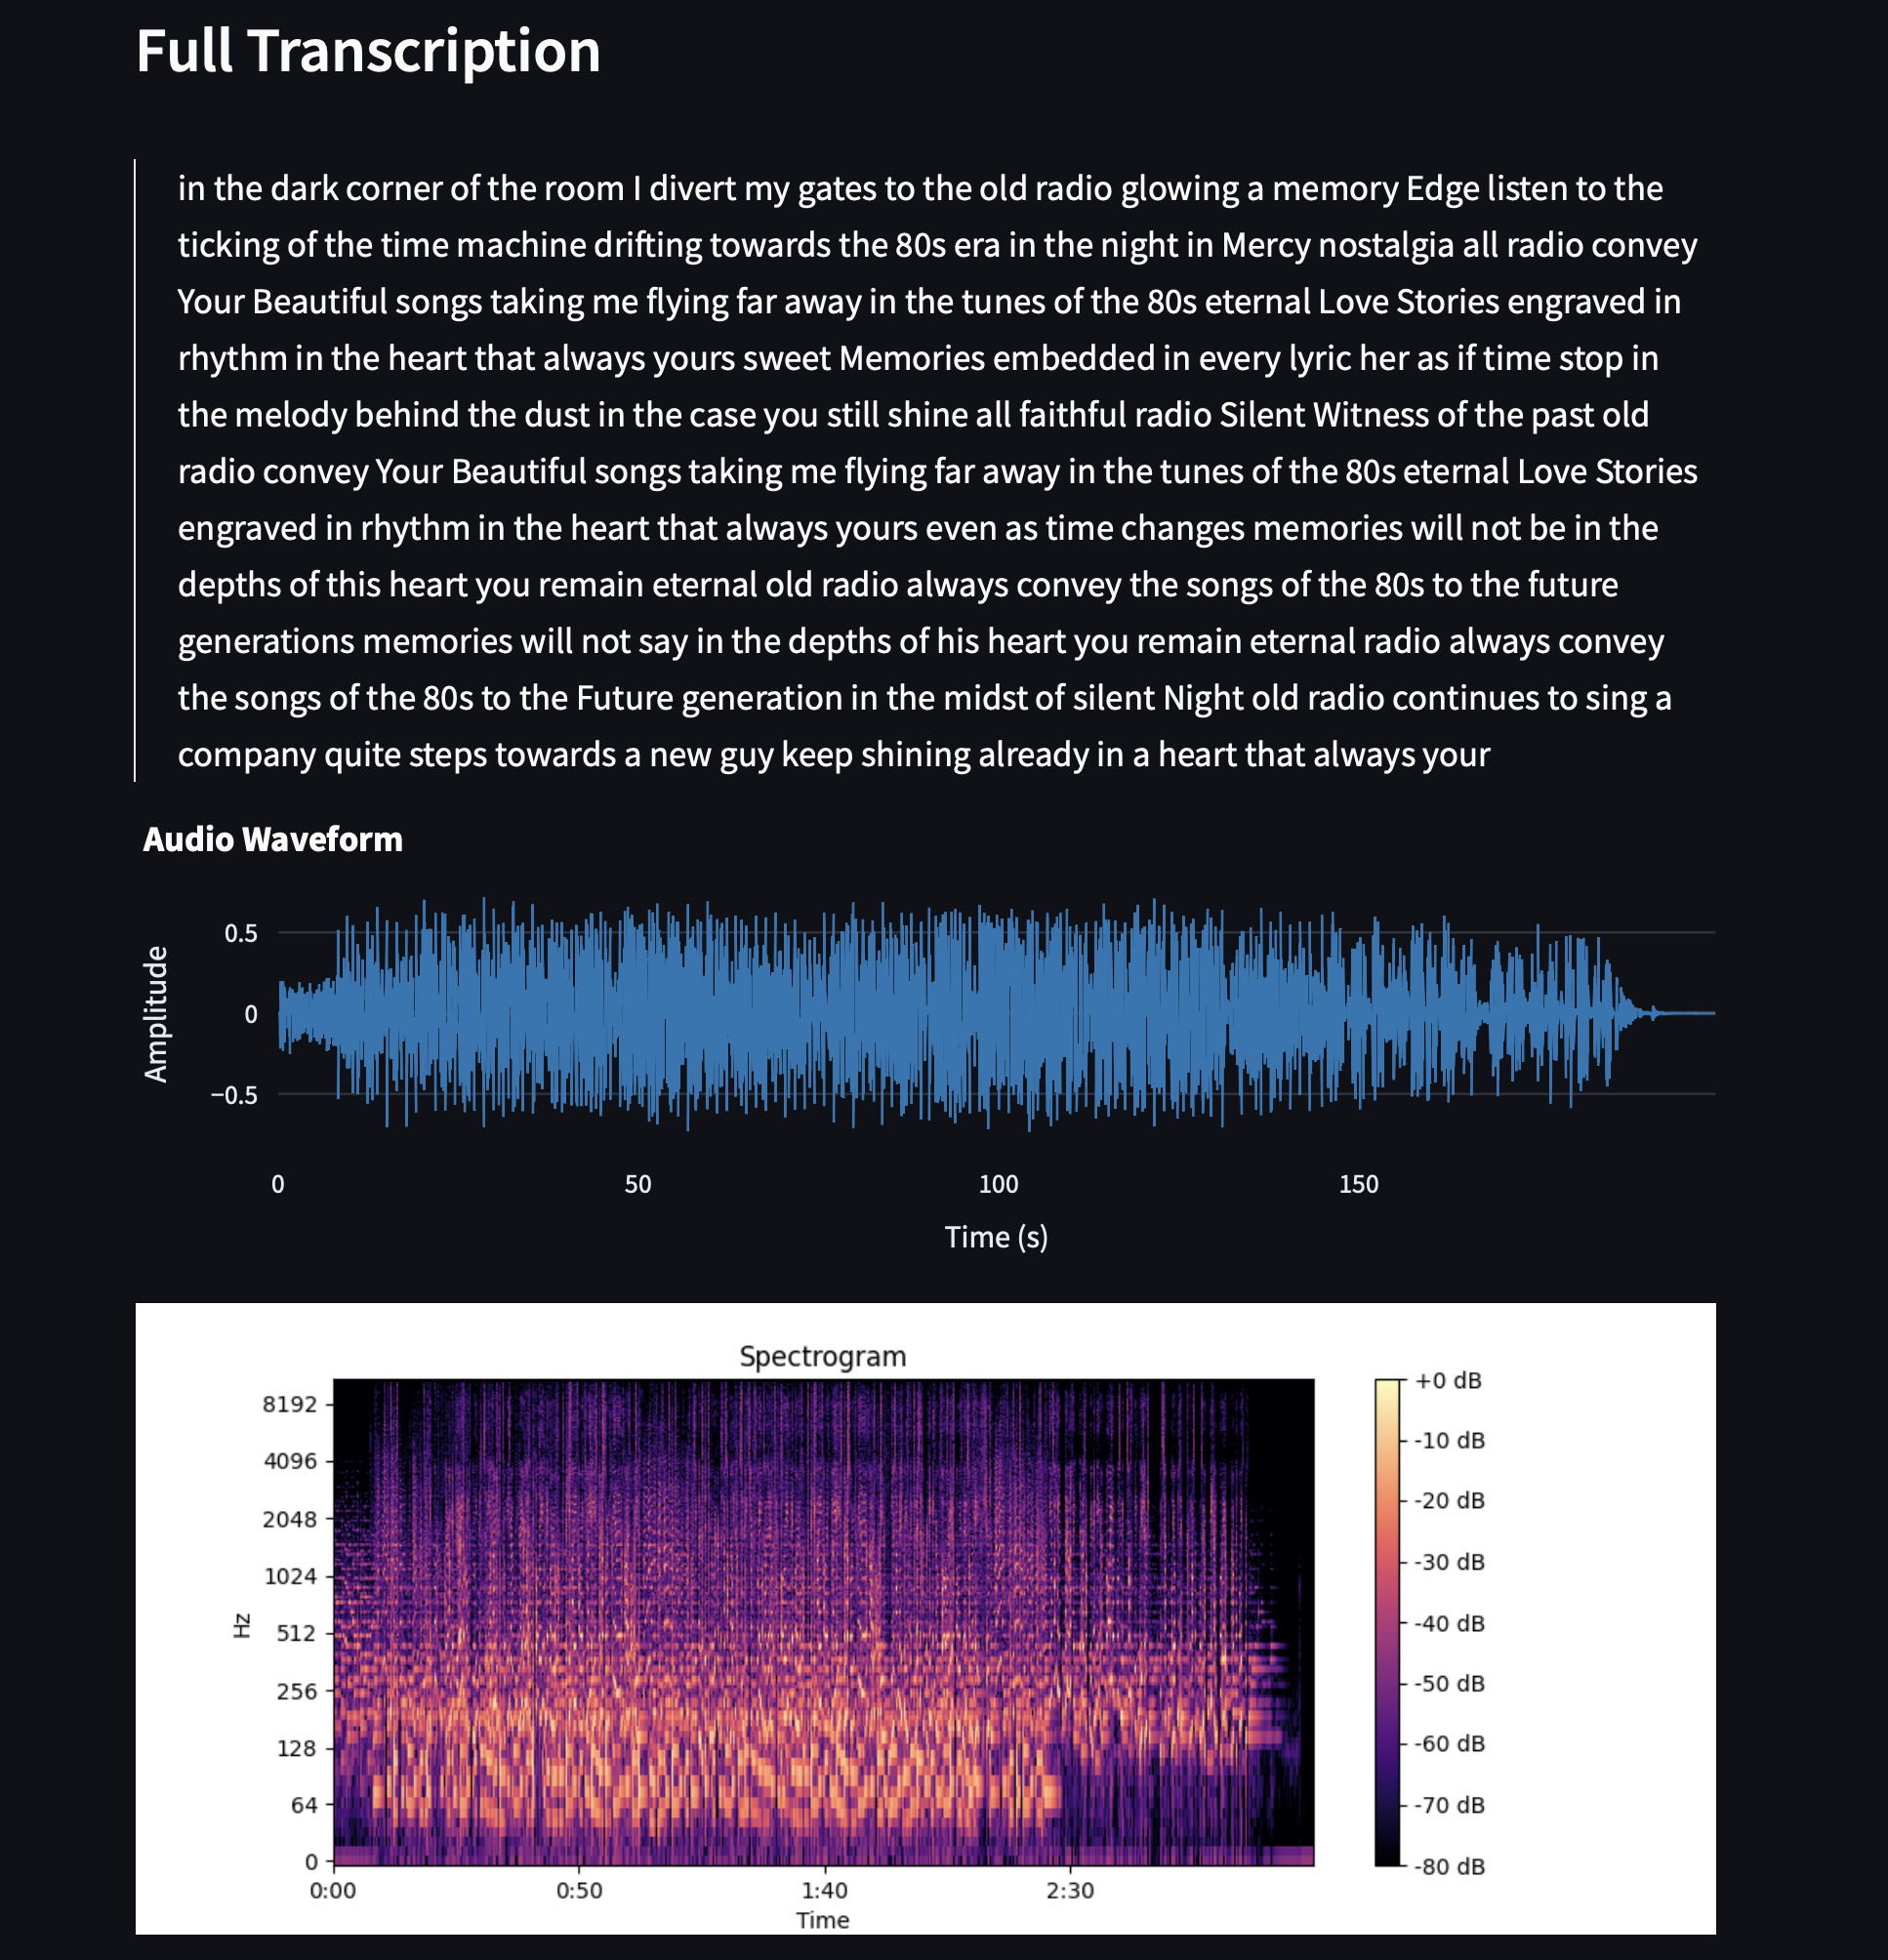 Full Transcription
in the dark corner of the room I divert my gates to the old radio glowing a memory Edge listen to the
ticking of the time machine drifting towards the 80s era in the night in Mercy nostalgia all radio convey
Your Beautiful songs taking me flying far away in the tunes of the 80s eternal Love Stories engraved in
rhythm in the heart that always yours sweet Memories embedded in every lyric her as if time stop in
the melody behind the dust in the case you still shine all faithful radio Silent Witness of the past old
radio convey Your Beautiful songs taking me flying far away in the tunes of the 80s eternal Love Stories
engraved in rhythm in the heart that always yours even as time changes memories will not be in the
depths of this heart you remain eternal old radio always convey the songs of the 80s to the future
generations memories will not say in the depths of his heart you remain eternal radio always convey
the songs of the 80s to the Future generation in the midst of silent Night old radio continues to sing a
company quite steps towards a new guy keep shining already in a heart that always your
Audio Waveform
Amplitude
0.5
0
−0.5
0 50 100 150
Time (s)
Spectrogram
Hz
8192
4096
2048
1024
512
256
128
64
0
0:00 0:50 1:40 2:30
Time
+0 dB
-10 dB
-20 dB
-30 dB
-40 dB
-50 dB
-60 dB
-70 dB
-80 dB